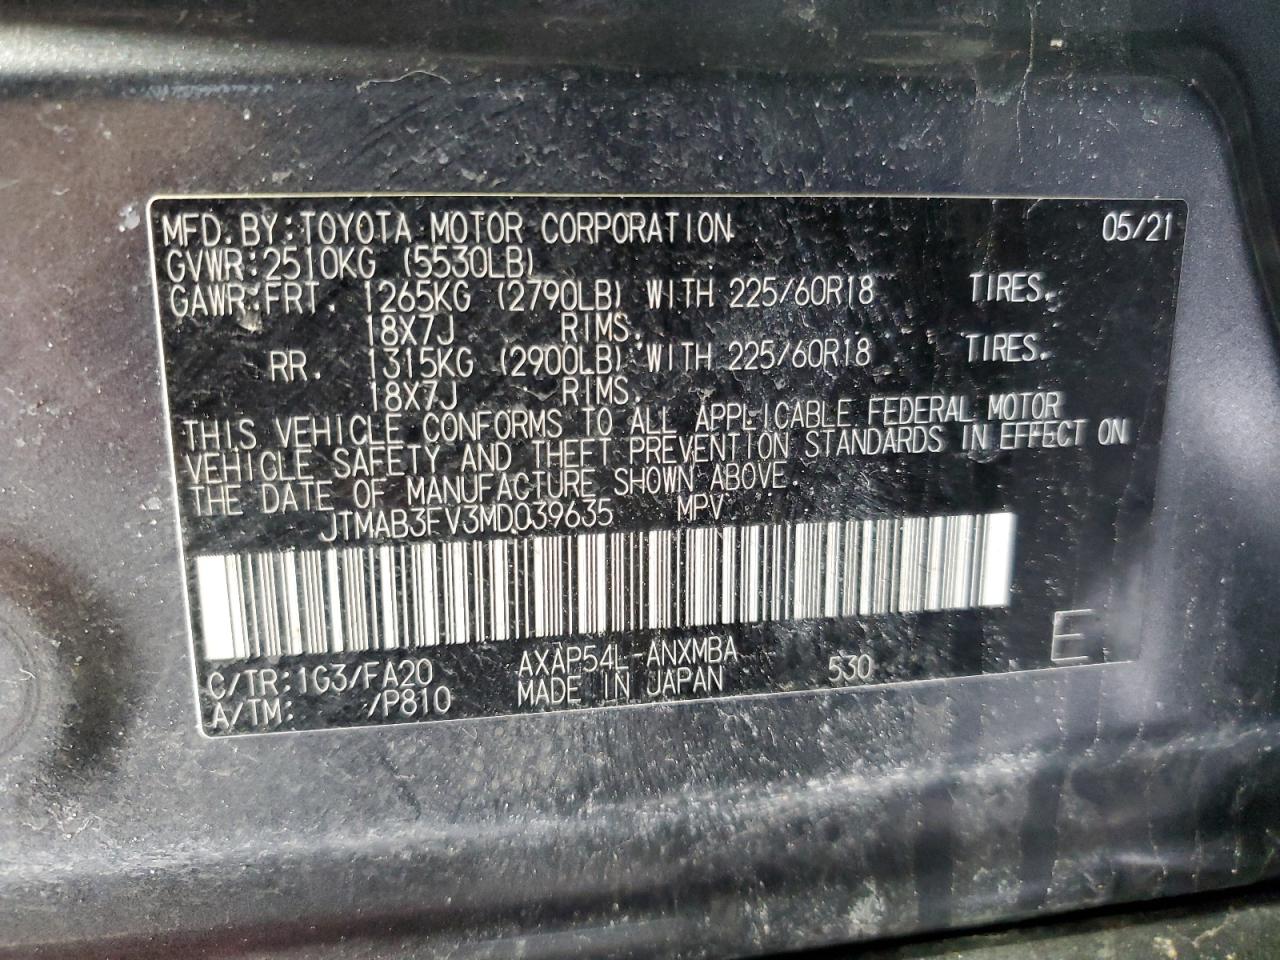 MFD. BY: TOYOTA MOTOR CORPORATION 05/21
GVWR: 2510KG (5530LB)
GAWR: FRT. 1265KG (2790LB) WITH 225/60R18 TIRES.
18X7J RIMS.
RR. 1315KG (2900LB) WITH 225/60R18 TIRES.
18X7J RIMS.
THIS VEHICLE CONFORMS TO ALL APPLICABLE FEDERAL MOTOR
VEHICLE SAFETY AND THEFT PREVENTION STANDARDS IN EFFECT ON
THE DATE OF MANUFACTURE SHOWN ABOVE.
JTMAB3FV3MD039635 MPV
C/TR: 1G3/FA20 AXAP54L-ANXMBA 530 E
A/TM: /P810 MADE IN JAPAN